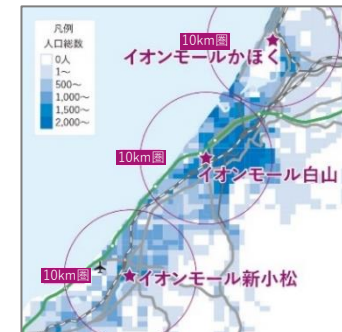 凡例
人口総数
0人
1～
500～
1,000～
1,500～
2,000～
10km圏
イオンモールかほく
10km圏
イオンモール白山
10km圏
イオンモール新小松